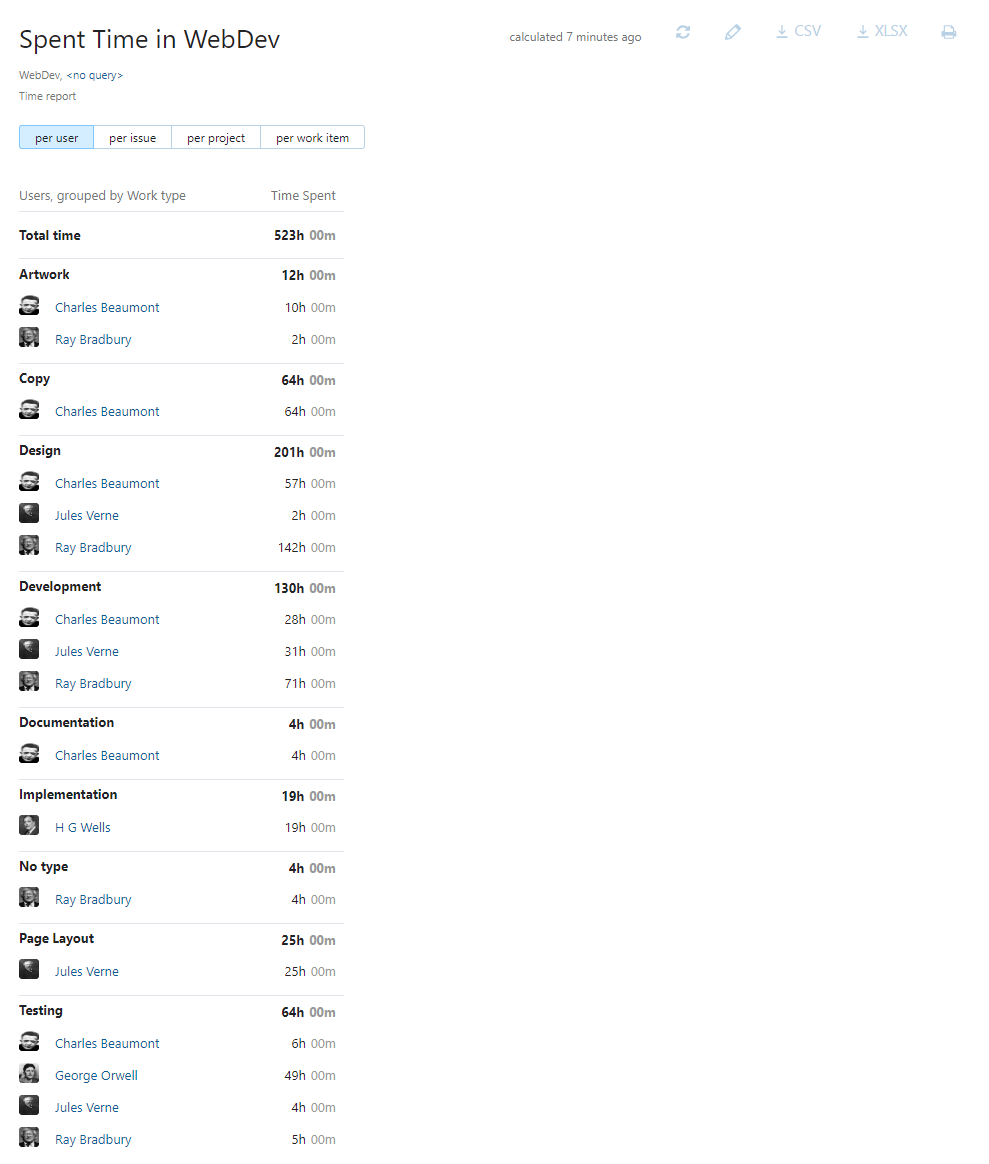 Spent Time in WebDev
calculated 7 minutes ago
CSV
XLSX
WebDev, <no query>
Time report
per user per issue per project per work item
Users, grouped by Work type Time Spent
Total time 523h 00m
Artwork 12h 00m
Charles Beaumont 10h 00m
Ray Bradbury 2h 00m
Copy 64h 00m
Charles Beaumont 64h 00m
Design 201h 00m
Charles Beaumont 57h 00m
Jules Verne 2h 00m
Ray Bradbury 142h 00m
Development 130h 00m
Charles Beaumont 28h 00m
Jules Verne 31h 00m
Ray Bradbury 71h 00m
Documentation 4h 00m
Charles Beaumont 4h 00m
Implementation 19h 00m
H G Wells 19h 00m
No type 4h 00m
Ray Bradbury 4h 00m
Page Layout 25h 00m
Jules Verne 25h 00m
Testing 64h 00m
Charles Beaumont 6h 00m
George Orwell 49h 00m
Jules Verne 4h 00m
Ray Bradbury 5h 00m